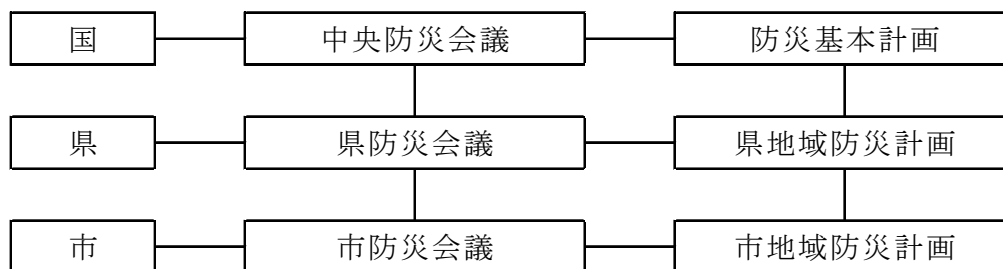 国 中央防災会議 防災基本計画
県 県防災会議 県地域防災計画
市 市防災会議 市地域防災計画